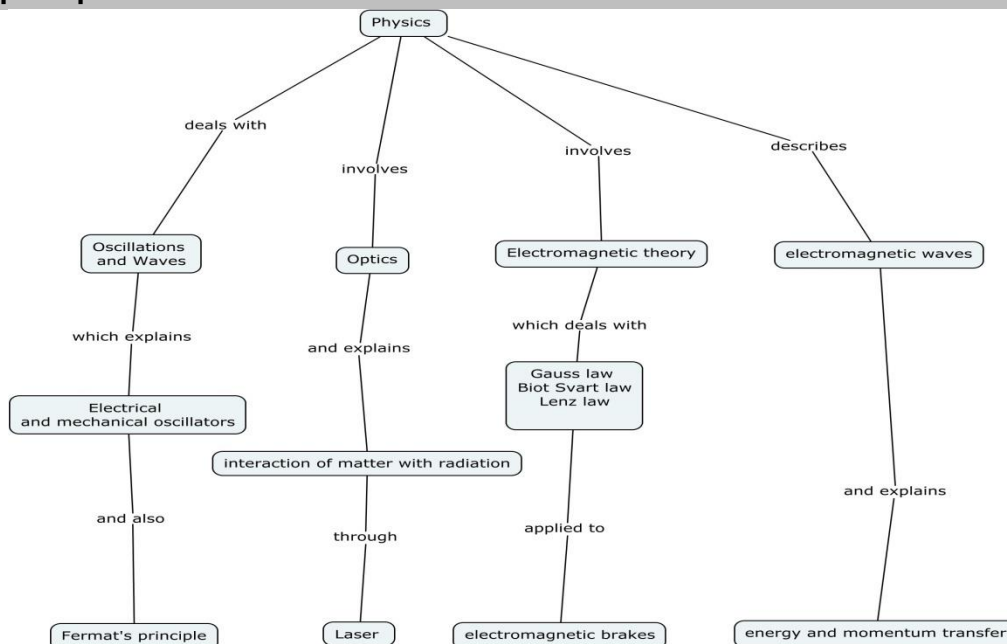 Physics
deals with
involves
involves
describes
Oscillations
and Waves
Optics
Electromagnetic theory
electromagnetic waves
which explains
and explains
which deals with
Gauss law
Biot Svart law
Lenz law
Electrical
and mechanical oscillators
interaction of matter with radiation
and explains
and also
through
applied to
Fermat's principle
Laser
electromagnetic brakes
energy and momentum transfer